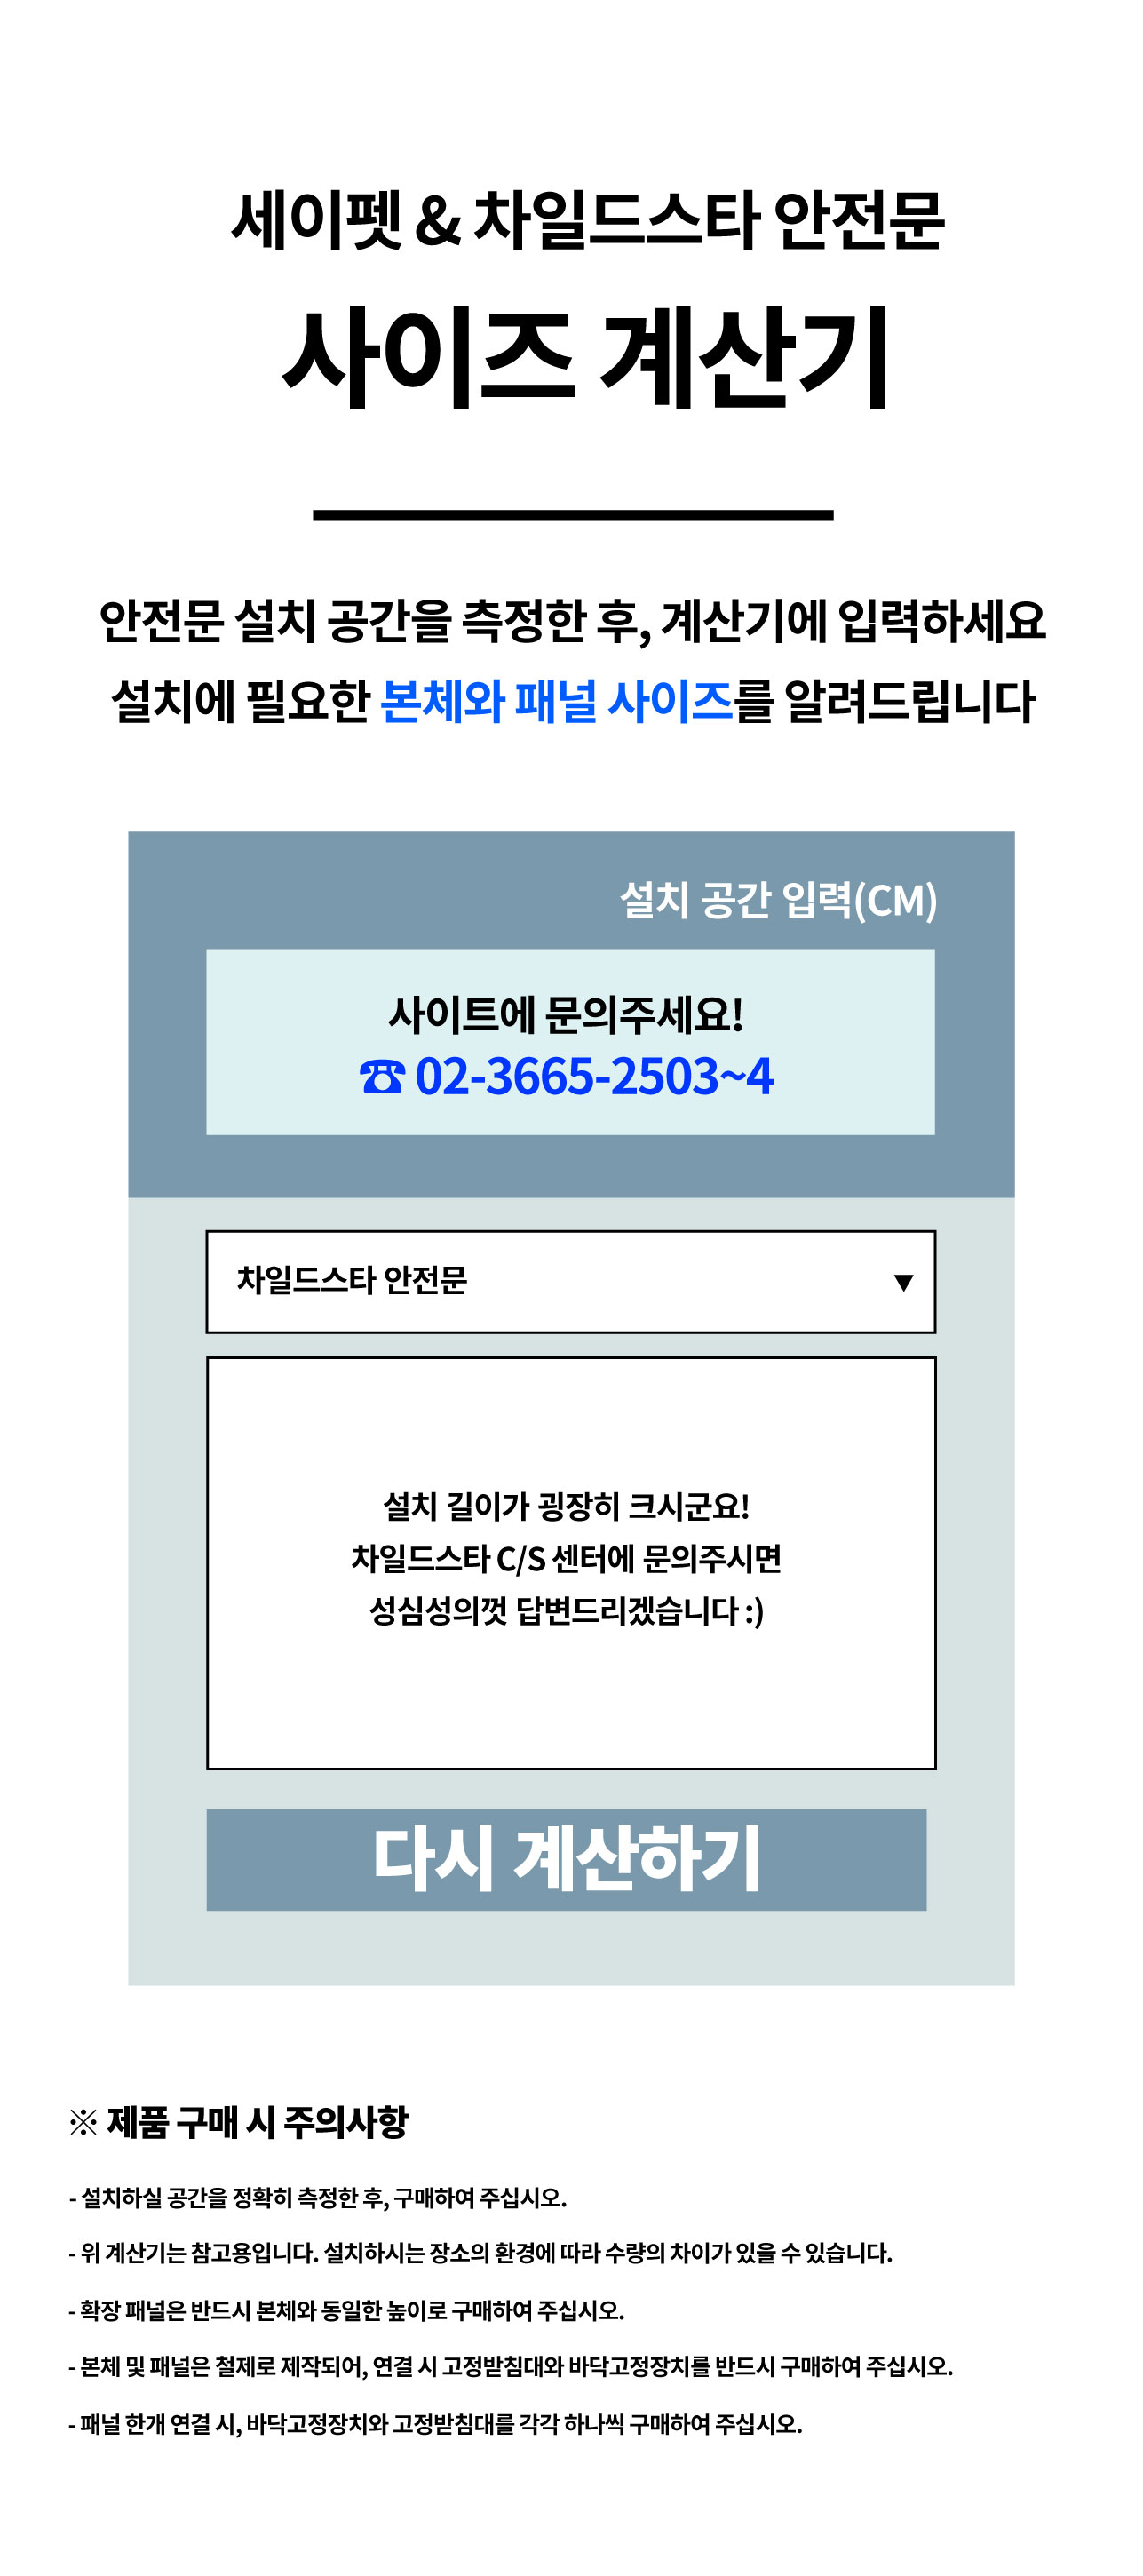 세이펫 & 차일드스타 안전문
사이즈 계산기
안전문 설치 공간을 측정한 후, 계산기에 입력하세요
설치에 필요한 본체와 패널 사이즈를 알려드립니다
설치 공간 입력(CM)
사이트에 문의주세요!
☎ 02-3665-2503~4
차일드스타 안전문 ▼
설치 길이가 굉장히 크시군요!
차일드스타 C/S 센터에 문의주시면
성심성의껏 답변드리겠습니다 :)
다시 계산하기
※ 제품 구매 시 주의사항
- 설치하실 공간을 정확히 측정한 후, 구매하여 주십시오.
- 위 계산기는 참고용입니다. 설치하시는 장소의 환경에 따라 수량의 차이가 있을 수 있습니다.
- 확장 패널은 반드시 본체와 동일한 높이로 구매하여 주십시오.
- 본체 및 패널은 철제로 제작되어, 연결 시 고정받침대와 바닥고정장치를 반드시 구매하여 주십시오.
- 패널 한개 연결 시, 바닥고정장치와 고정받침대를 각각 하나씩 구매하여 주십시오.